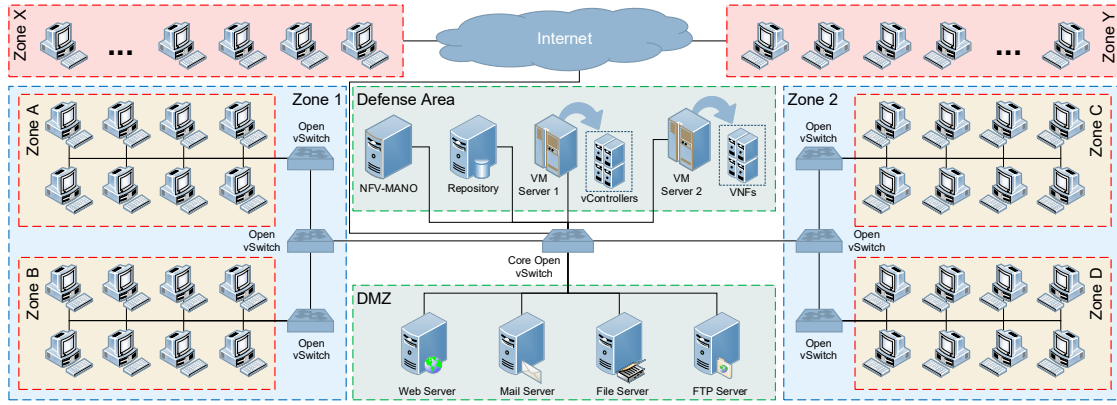 Zone X
...
Internet
...
Zone Y
Zone 1
Zone A
Open
vSwitch
Open
vSwitch
Zone B
Open
vSwitch
Defense Area
NFV-MANO
Repository
VM
Server 1
vControllers
VM
Server 2
VNFs
Core Open
vSwitch
DMZ
Web Server
Mail Server
File Server
FTP Server
Zone 2
Open
vSwitch
Zone C
Open
vSwitch
Open
vSwitch
Zone D